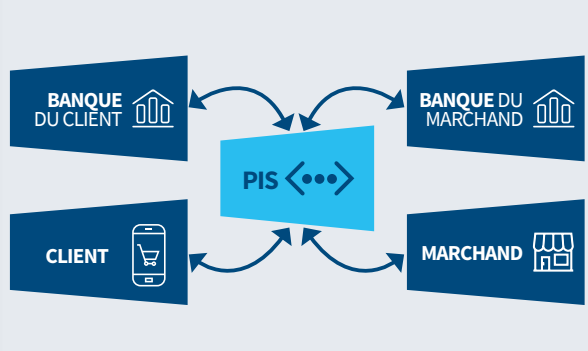 BANQUE
DU CLIENT
BANQUE DU
MARCHAND
PIS
CLIENT
MARCHAND